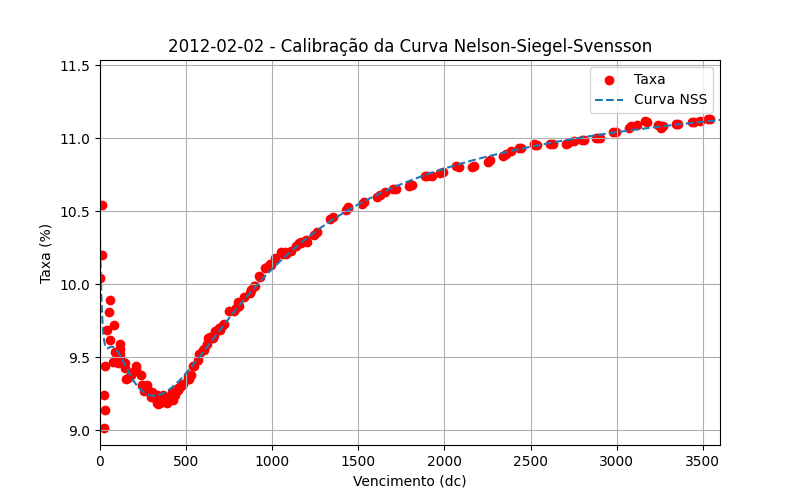 2012-02-02 - Calibração da Curva Nelson-Siegel-Svensson
Taxa
Curva NSS
Taxa (%)
11.5
11.0
10.5
10.0
9.5
9.0
0 500 1000 1500 2000 2500 3000 3500
Vencimento (dc)